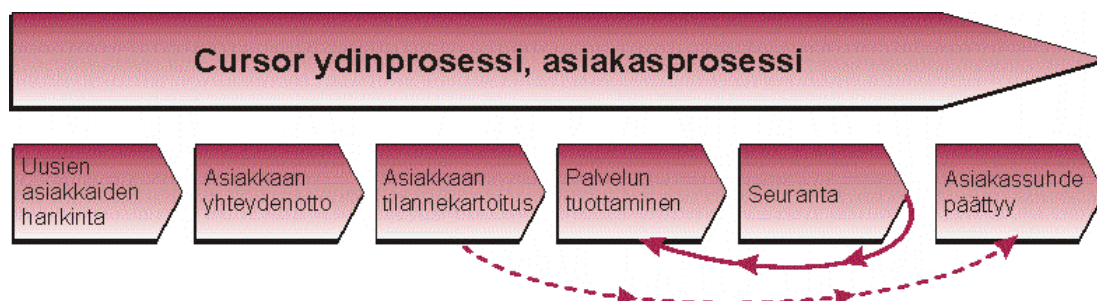 Cursor ydinprosessi, asiakasprosessi
Uusien
asiakkaiden
hankinta
Asiakkaan
yhteydenotto
Asiakkaan
tilannekartoitus
Palvelun
tuottaminen
Seuranta
Asiakassuhde
päättyy